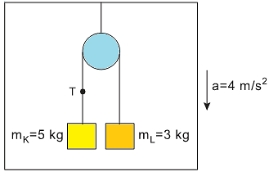 a=4 m/s²
T
m_K=5 kg
m_L=3 kg